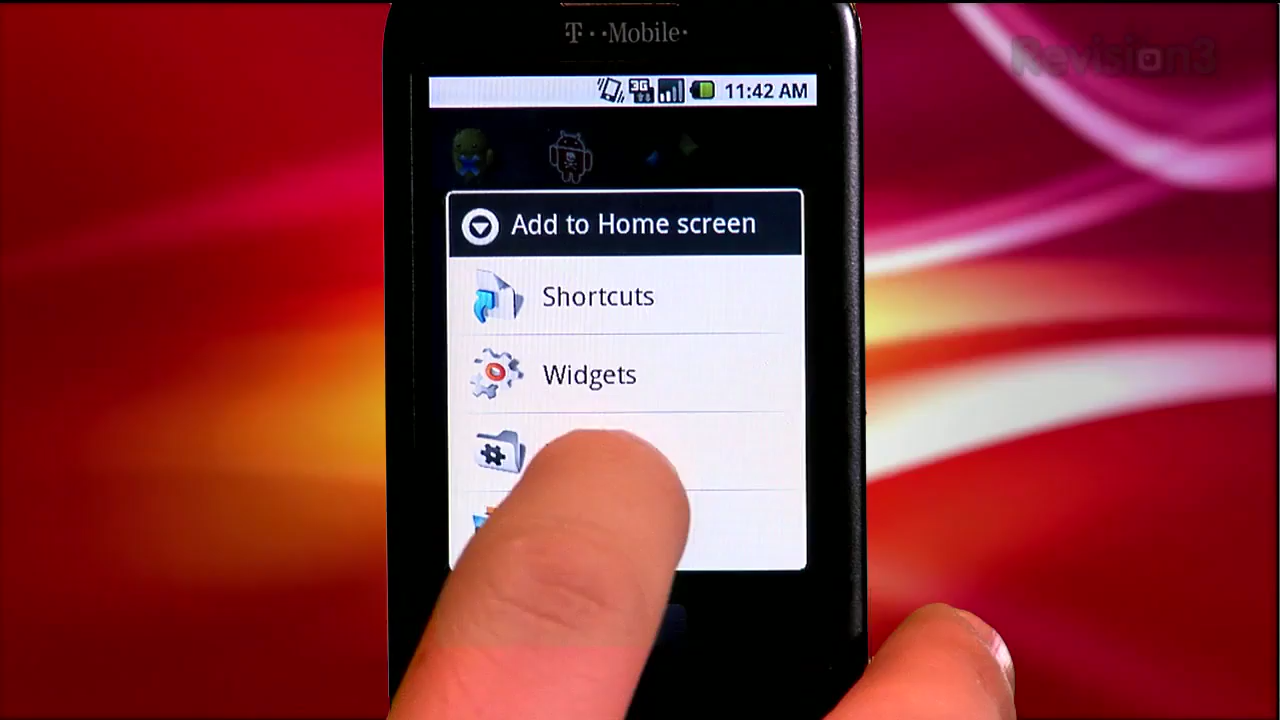 T··Mobile·
Revision3
3G
11:42 AM
Add to Home screen
Shortcuts
Widgets